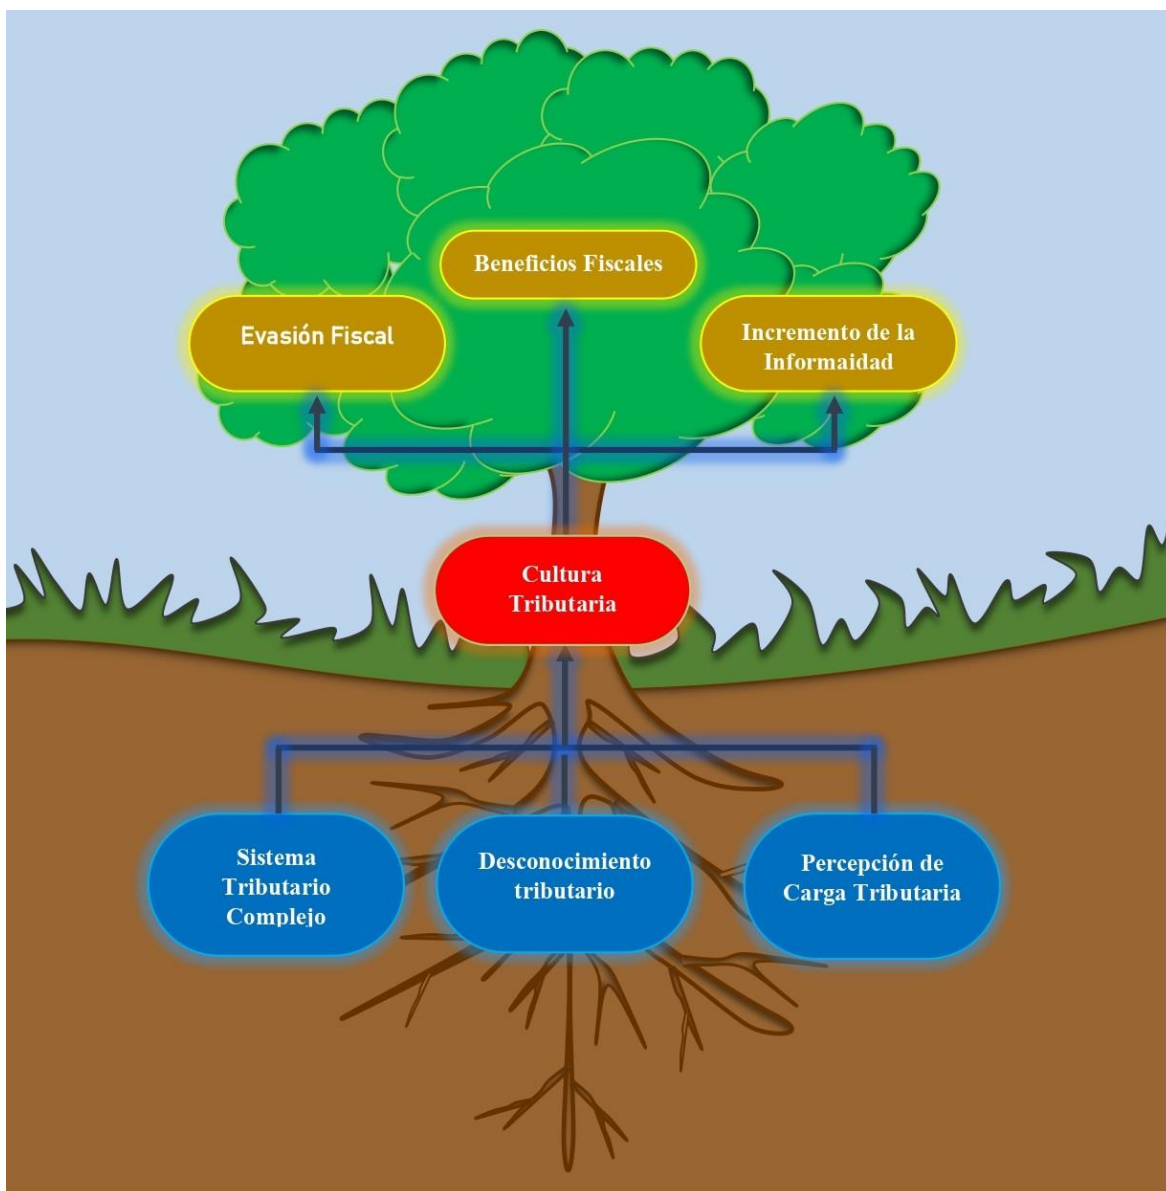 Beneficios Fiscales
Evasión Fiscal
Incremento de la
Informaidad
Cultura
Tributaria
Sistema
Tributario
Complejo
Desconocimiento
tributario
Percepción de
Carga Tributaria